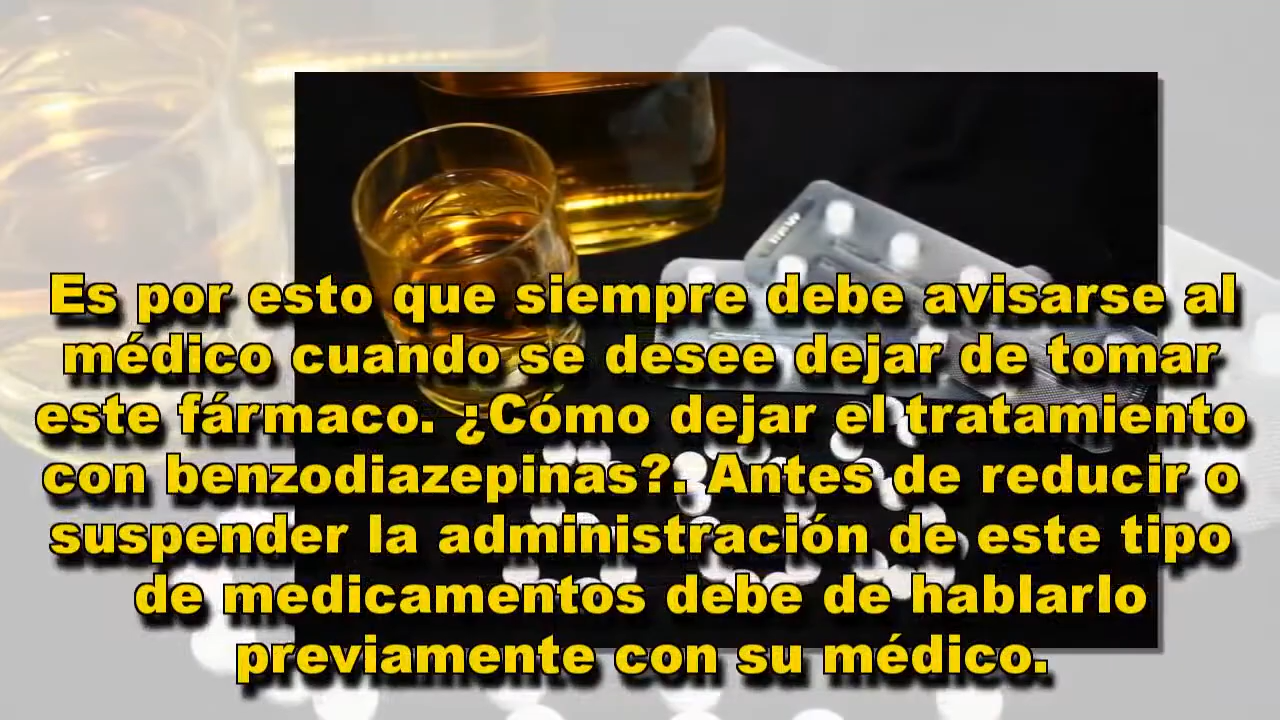 Es por esto que siempre debe avisarse al
médico cuando se desee dejar de tomar
este fármaco. ¿Cómo dejar el tratamiento
con benzodiazepinas?. Antes de reducir o
suspender la administración de este tipo
de medicamentos debe de hablarlo
previamente con su médico.